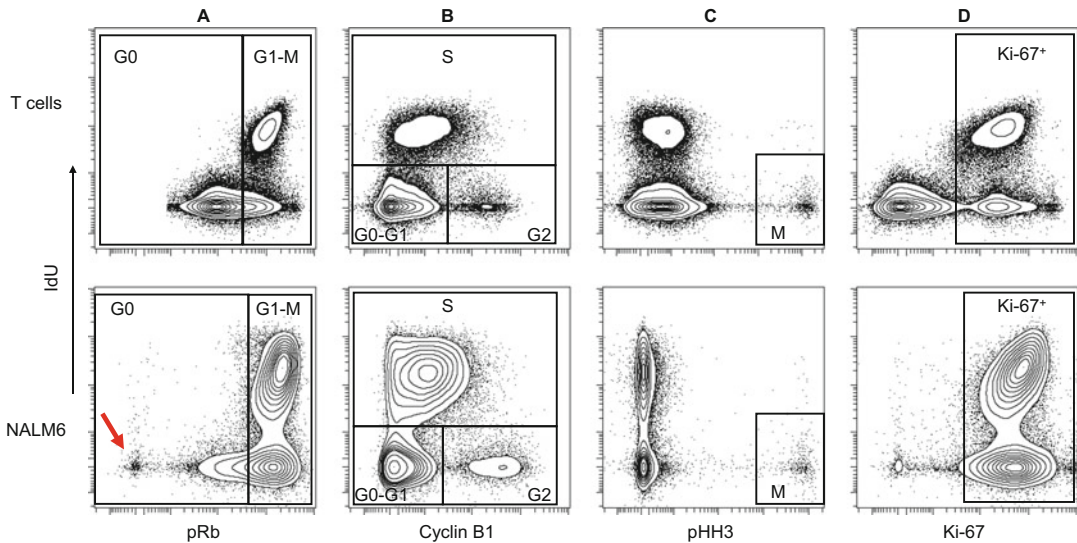 A B C D
G0 G1-M S Ki-67⁺
T cells
G0-G1 G2 M
IdU
G0 G1-M S Ki-67⁺
NALM6
G0-G1 G2 M
pRb Cyclin B1 pHH3 Ki-67